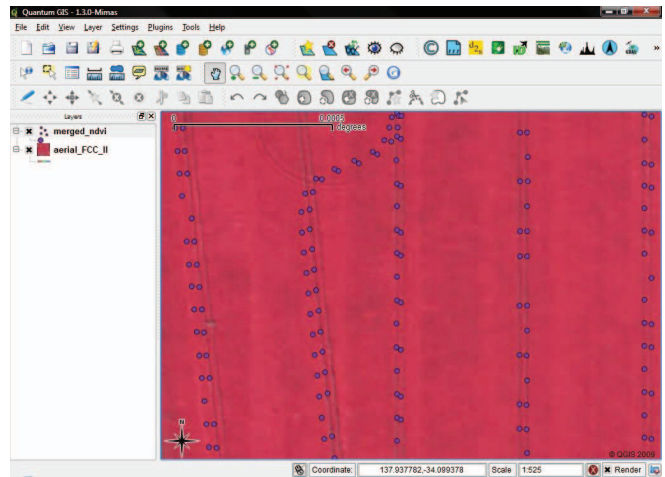 Quantum GIS - 1.3.0-Mimas
File Edit View Layer Settings Plugins Tools Help
Layers
merged_ndvi
aerial_FCC_II
0 0.0005
degrees
N
© QGIS 2009
Coordinate: 137.937782,-34.099378 Scale 1:525 Render